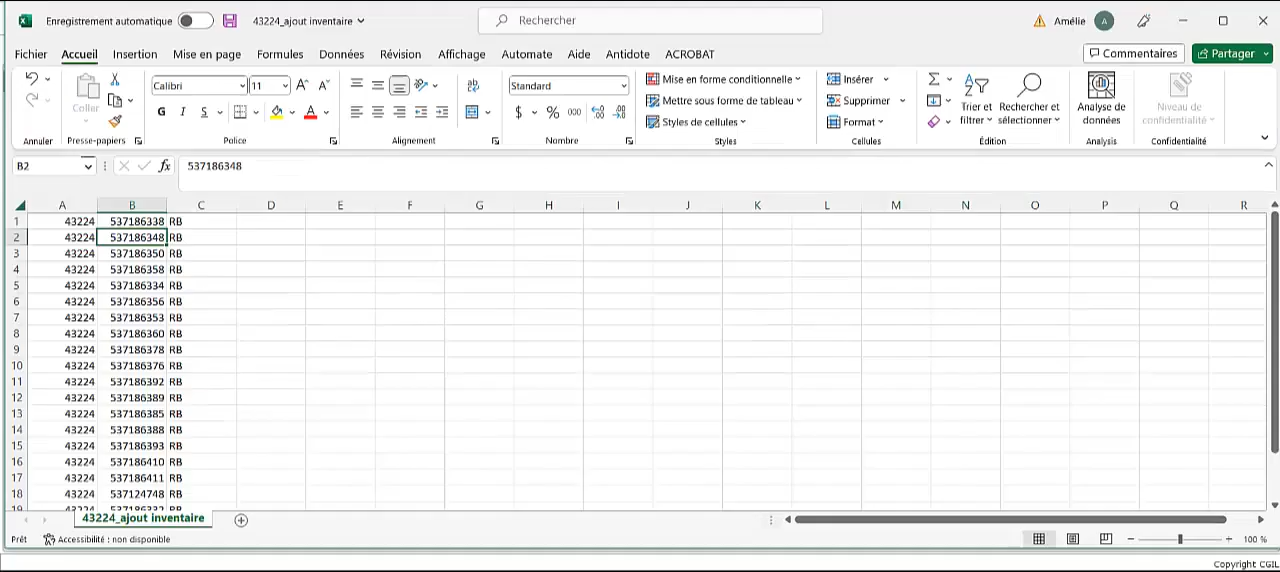 Enregistrement automatique 43224_ajout inventaire Rechercher Amélie A
Fichier Accueil Insertion Mise en page Formules Données Révision Affichage Automate Aide Antidote ACROBAT Commentaires Partager
Coller
Calibri 11
G I S
Standard
$ % 000
Mise en forme conditionnelle
Mettre sous forme de tableau
Styles de cellules
Insérer
Supprimer
Format
Trier et filtrer
Rechercher et sélectionner
Analyse de données
Niveau de confidentialité
Annuler Presse-papiers Police Alignement Nombre Styles Cellules Édition Analysis Confidentialité
B2 fx 537186348
A B C D E F G H I J K L M N O P Q R
1 43224 537186338 RB
2 43224 537186348 RB
3 43224 537186350 RB
4 43224 537186358 RB
5 43224 537186334 RB
6 43224 537186356 RB
7 43224 537186353 RB
8 43224 537186360 RB
9 43224 537186378 RB
10 43224 537186376 RB
11 43224 537186392 RB
12 43224 537186389 RB
13 43224 537186385 RB
14 43224 537186388 RB
15 43224 537186393 RB
16 43224 537186410 RB
17 43224 537186411 RB
18 43224 537124748 RB
43224_ajout inventaire
Prêt Accessibilité : non disponible 100 %
Copyright CGIL